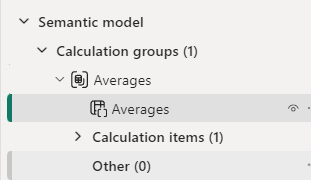 Semantic model
Calculation groups (1)
Averages
Averages
Calculation items (1)
Other (0)